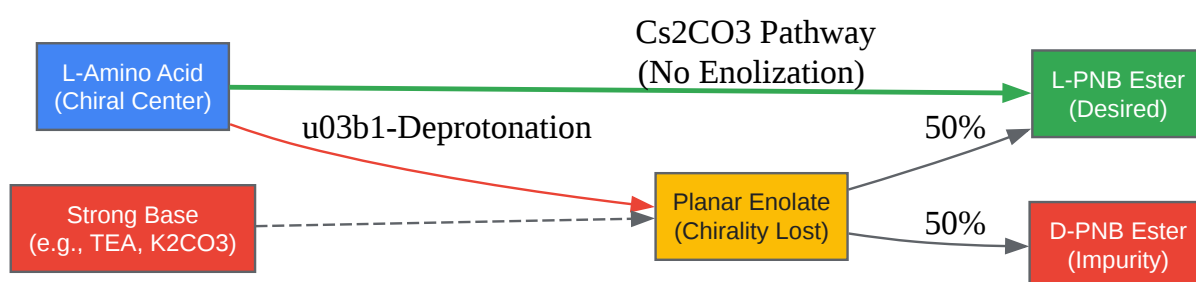 Cs2CO3 Pathway
(No Enolization)
L-Amino Acid
(Chiral Center)
L-PNB Ester
(Desired)
u03b1-Deprotonation
50%
Strong Base
(e.g., TEA, K2CO3)
Planar Enolate
(Chirality Lost)
50%
D-PNB Ester
(Impurity)